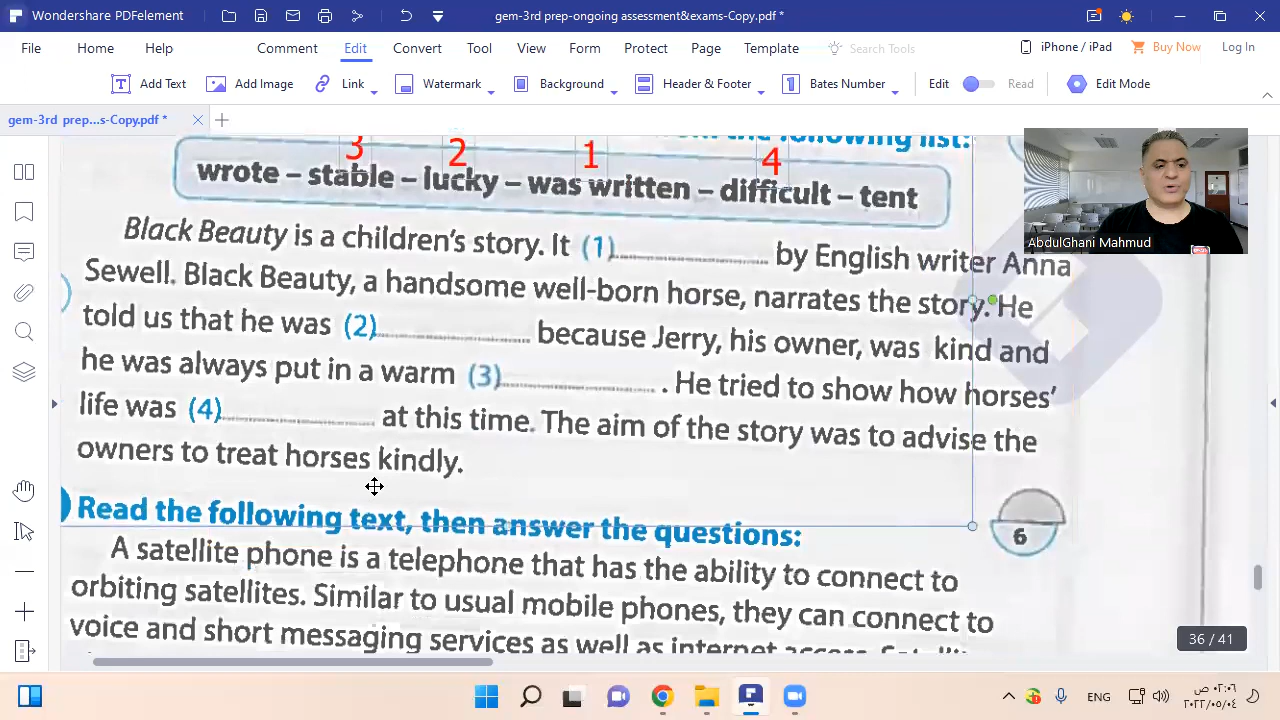 Wondershare PDFelement
gem-3rd prep-ongoing assessment&exams-Copy.pdf *
File Home Help Comment Edit Convert Tool View Form Protect Page Template Search Tools iPhone / iPad Buy Now Log In
Add Text Add Image Link Watermark Background Header & Footer Bates Number Edit Read Edit Mode
gem-3rd prep...s-Copy.pdf *
the following list:
3 2 1 4
wrote – stable – lucky – was written – difficult – tent
Black Beauty is a children's story. It (1) by English writer Anna
Sewell. Black Beauty, a handsome well-born horse, narrates the story. He
told us that he was (2) because Jerry, his owner, was kind and
he was always put in a warm (3) . He tried to show how horses'
life was (4) at this time. The aim of the story was to advise the
owners to treat horses kindly.
Read the following text, then answer the questions:
6
A satellite phone is a telephone that has the ability to connect to
orbiting satellites. Similar to usual mobile phones, they can connect to
voice and short messaging services as well as internet access.
AbdulGhani Mahmud
36 / 41
ENG